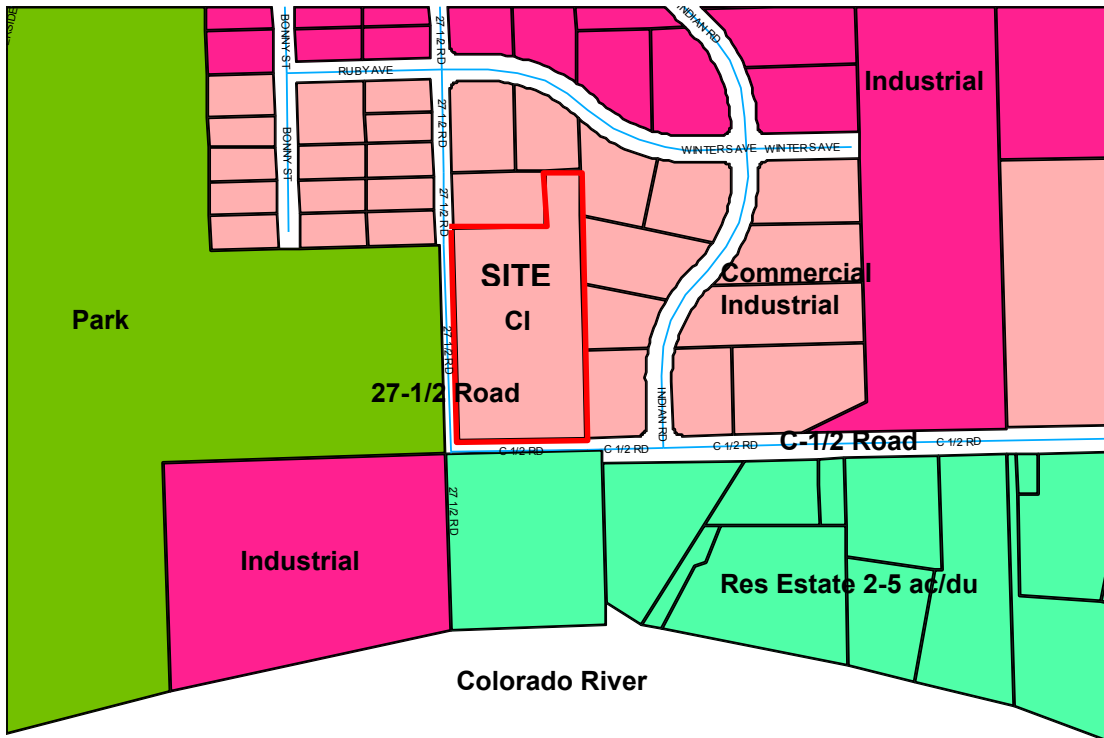 BONNY ST
27 1/2 RD
INDIAN RD
RUBY AVE
Industrial
27 1/2 RD
BONNY ST
WINTERS AVE
WINTERS AVE
27 1/2 RD
SITE
Commercial
Industrial
CI
Park
27 1/2 RD
27-1/2 Road
INDIAN RD
C 1/2 RD
C 1/2 RD
C 1/2 RD
C-1/2 Road
C 1/2 RD
27 1/2 RD
Industrial
Res Estate 2-5 ac/du
Colorado River